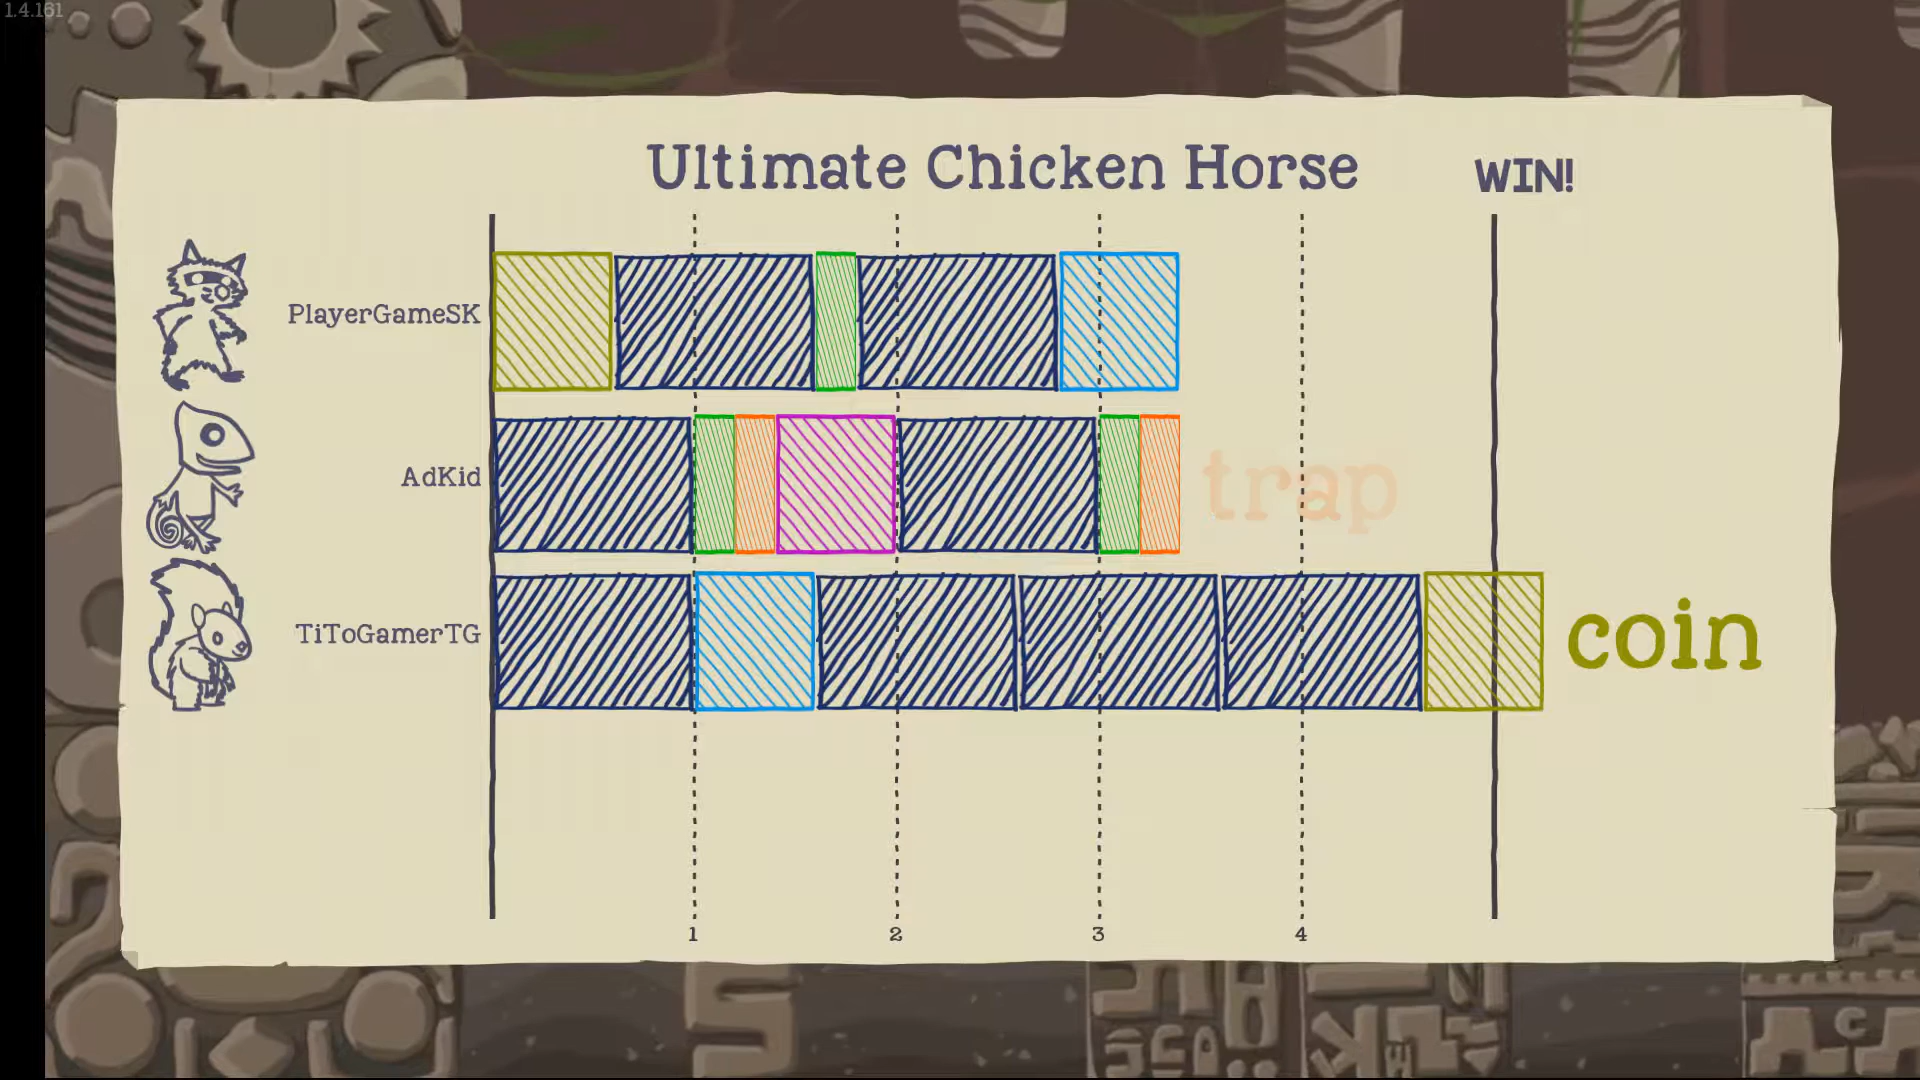 1.4.161
Ultimate Chicken Horse
WIN!
PlayerGameSK
AdKid
trap
TiToGamerTG
coin
1 2 3 4